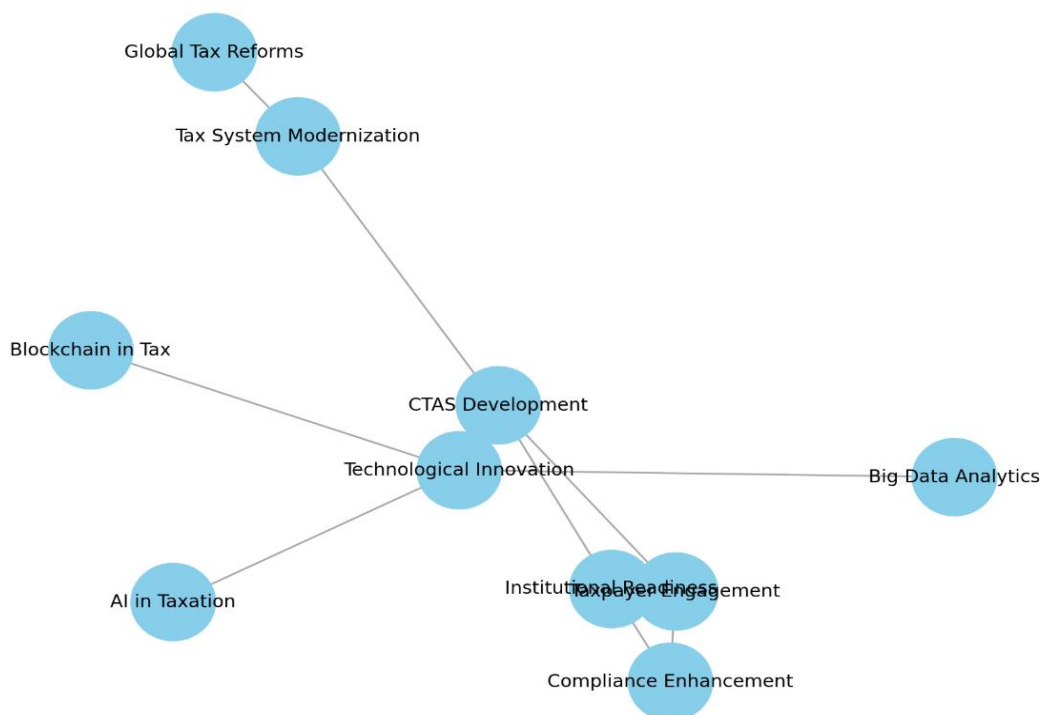 Global Tax Reforms
Tax System Modernization
Blockchain in Tax
CTAS Development
Technological Innovation
Big Data Analytics
Institutional Readiness
Taxpayer Engagement
AI in Taxation
Compliance Enhancement